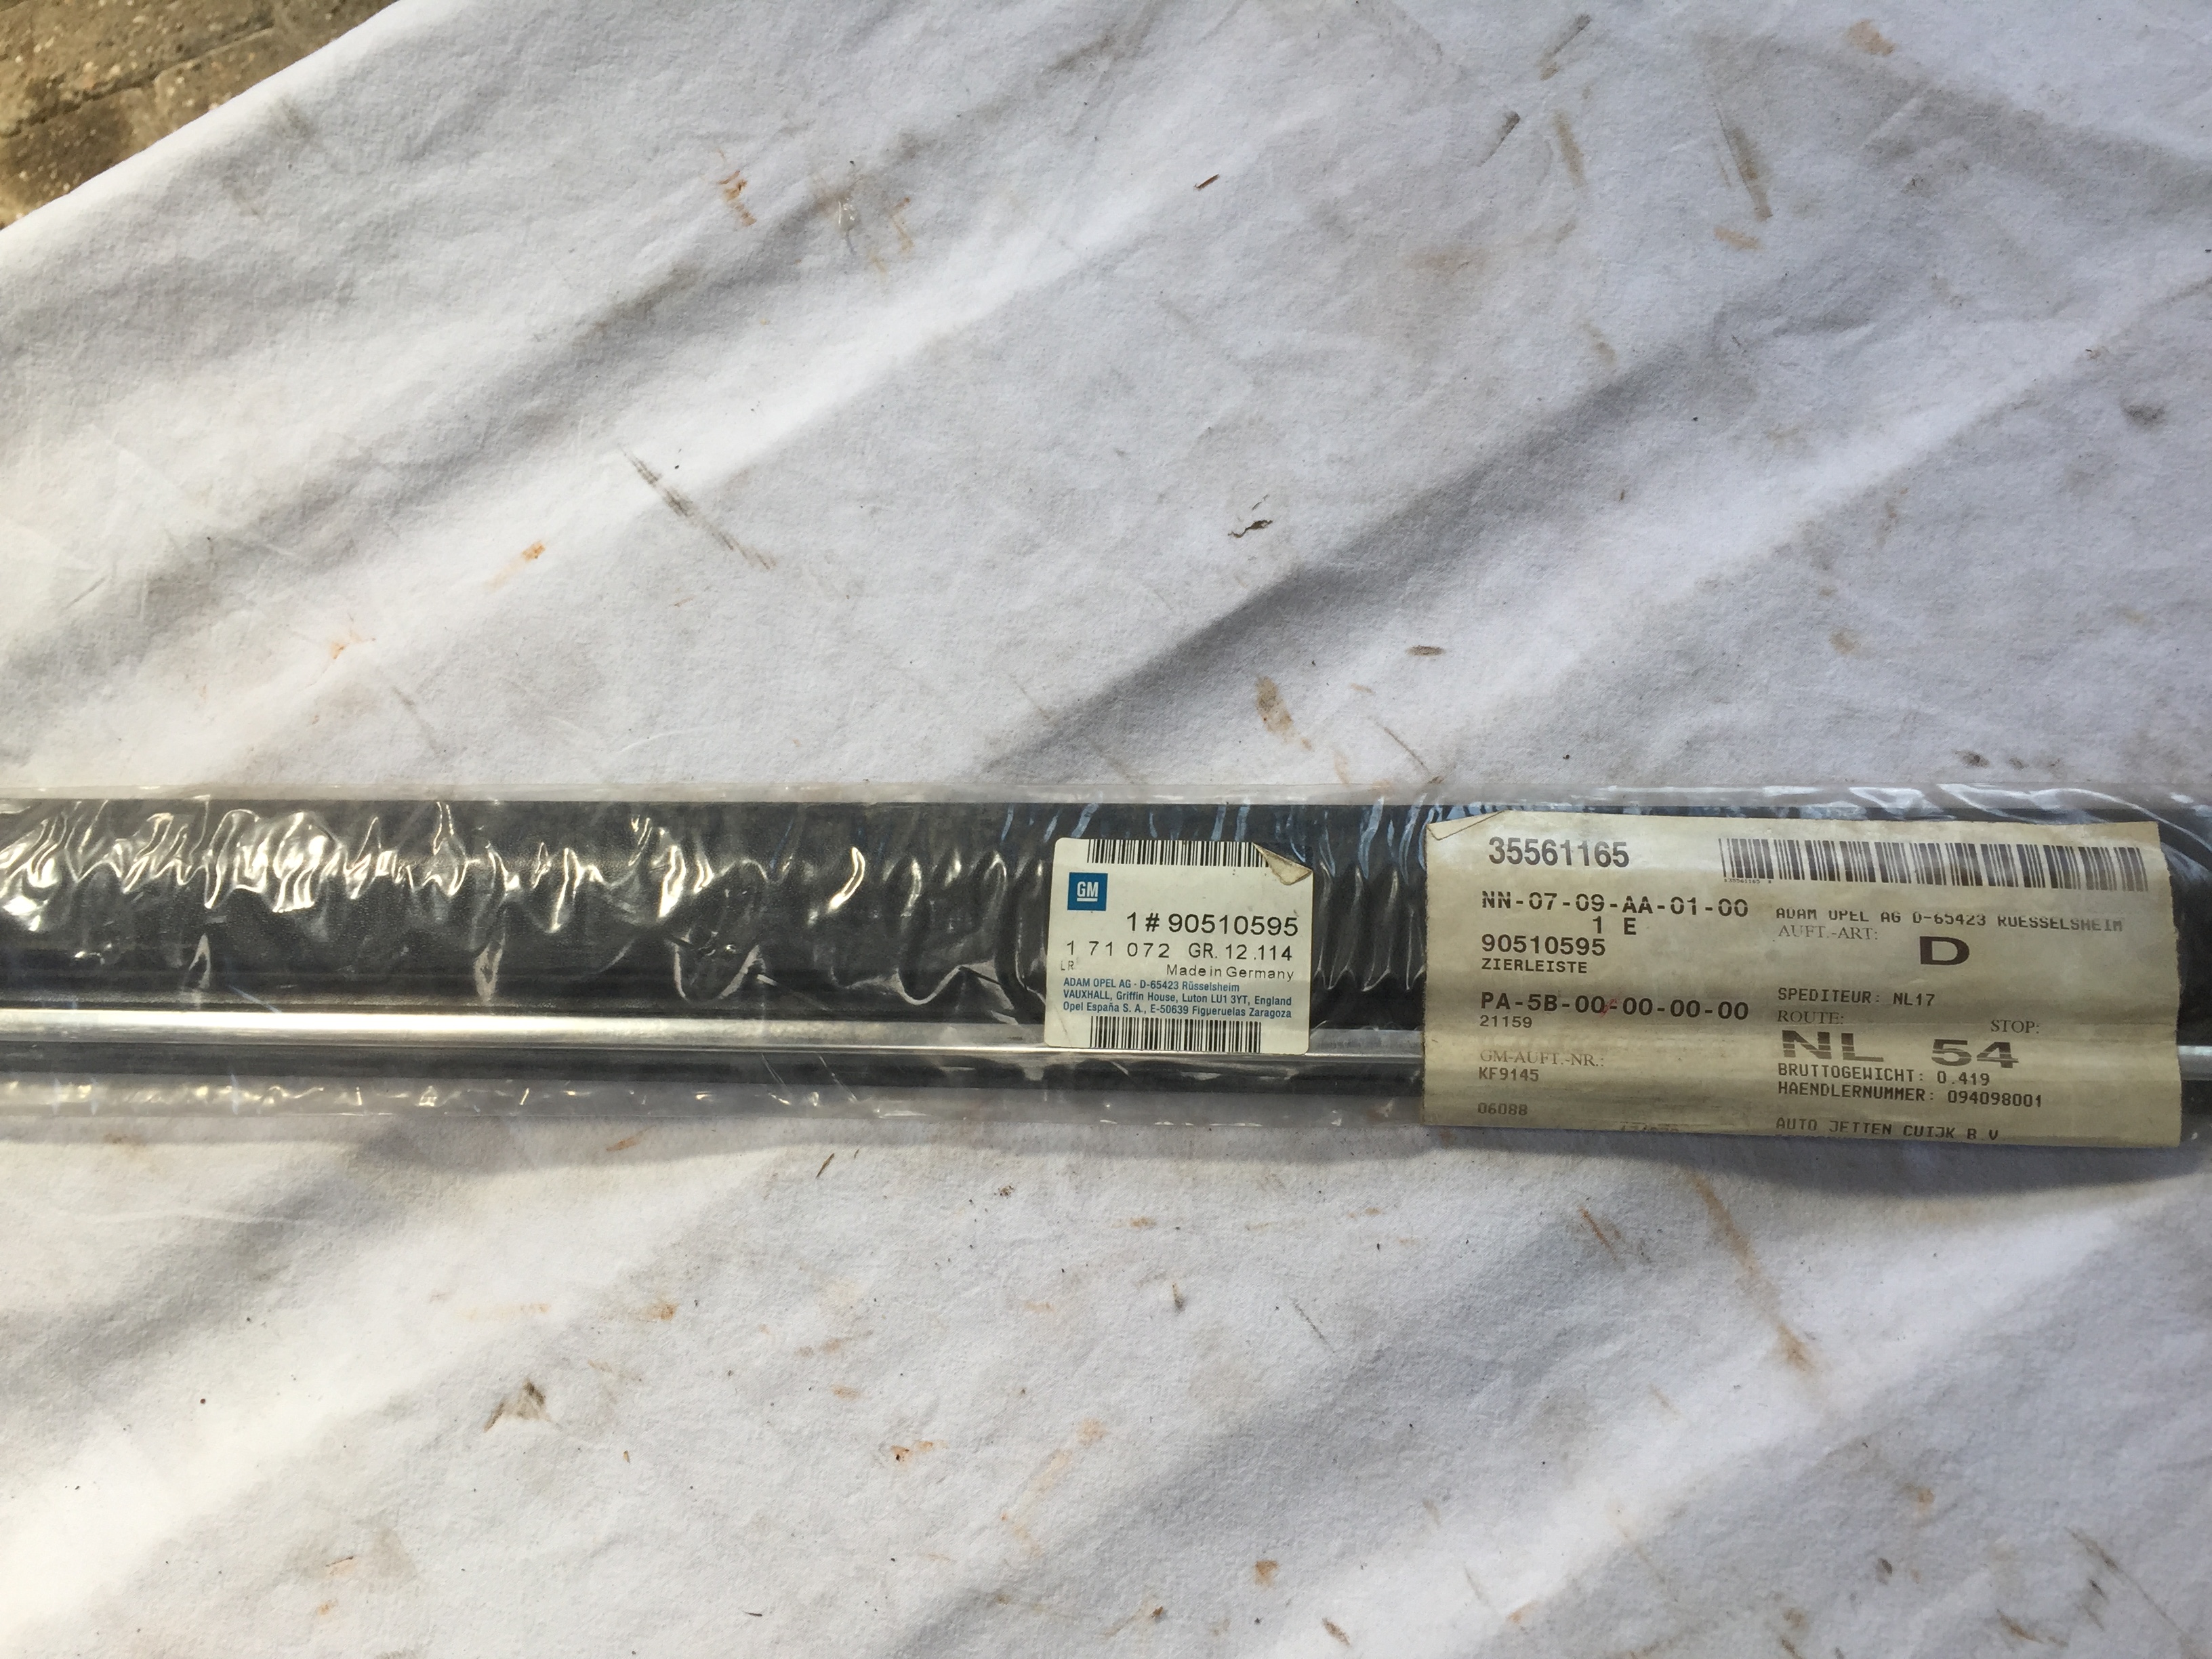 GM
1 # 90510595
1 71 072 GR. 12.114
LR Made in Germany
ADAM OPEL AG · D-65423 Rüsselsheim
VAUXHALL, Griffin House, Luton LU1 3YT, England
Opel España S. A., E-50639 Figueruelas Zaragoza
35561165
NN-07-09-AA-01-00
1 E
90510595
ZIERLEISTE
PA-5B-00-00-00-00
21159
GM-AUFT.-NR.:
KF9145
06088
ADAM OPEL AG D-65423 RUESSELSHEIM
AUFT.-ART: D
SPEDITEUR: NL17
ROUTE: STOP:
NL 54
BRUTTOGEWICHT: 0.419
HAENDLERNUMMER: 094098001
AUTO JETTEN CUIJK B V